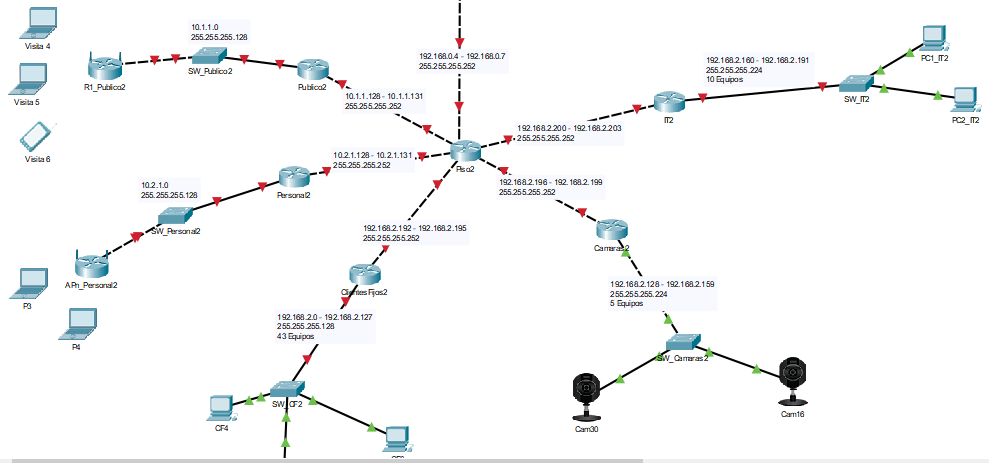 Visita 4
Visita 5
Visita 6
R1_Publico2
10.1.1.0
255.255.255.128
SW_Publico2
Publico2
10.1.1.128 - 10.1.1.131
255.255.255.252
192.168.0.4 - 192.168.0.7
255.255.255.252
192.168.2.160 - 192.168.2.191
255.255.255.224
10 Equipos
PC1_IT2
SW_IT2
PC2_IT2
IT2
192.168.2.200 - 192.168.2.203
255.255.255.252
Piso2
10.2.1.128 - 10.2.1.131
255.255.255.252
Personal2
10.2.1.0
255.255.255.128
SW_Personal2
APn_Personal2
P3
P4
192.168.2.196 - 192.168.2.199
255.255.255.252
Camaras2
192.168.2.192 - 192.168.2.195
255.255.255.252
ClientesFijos2
192.168.2.0 - 192.168.2.127
255.255.255.128
43 Equipos
192.168.2.128 - 192.168.2.159
255.255.255.224
5 Equipos
SW_Camaras2
Cam30
Cam16
SW_CF2
CF4